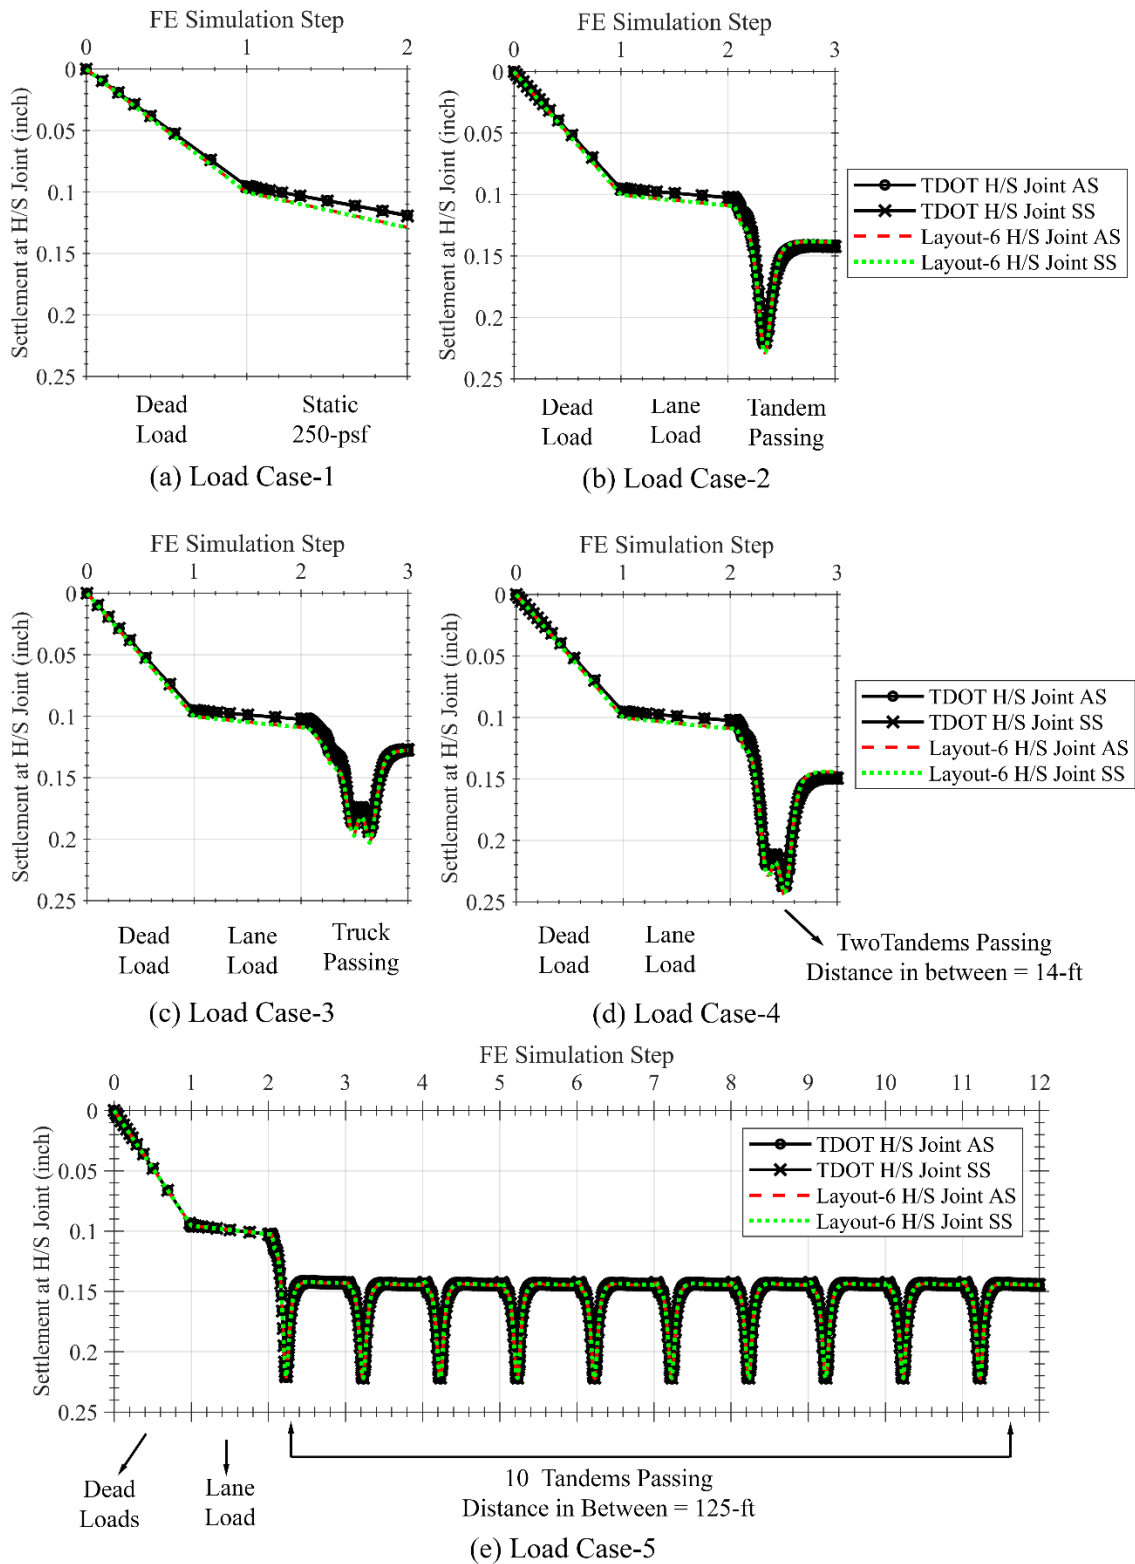 FE Simulation Step
0 1 2
Settlement at H/S Joint (inch)
0
0.05
0.1
0.15
0.2
0.25
Dead Load
Static 250-psf
(a) Load Case-1
FE Simulation Step
0 1 2 3
Settlement at H/S Joint (inch)
0
0.05
0.1
0.15
0.2
0.25
Dead Load
Lane Load
Tandem Passing
(b) Load Case-2
TDOT H/S Joint AS
TDOT H/S Joint SS
Layout-6 H/S Joint AS
Layout-6 H/S Joint SS
FE Simulation Step
0 1 2 3
Settlement at H/S Joint (inch)
0
0.05
0.1
0.15
0.2
0.25
Dead Load
Lane Load
Truck Passing
(c) Load Case-3
FE Simulation Step
0 1 2 3
Settlement at H/S Joint (inch)
0
0.05
0.1
0.15
0.2
0.25
Dead Load
Lane Load
TwoTandems Passing
Distance in between = 14-ft
(d) Load Case-4
TDOT H/S Joint AS
TDOT H/S Joint SS
Layout-6 H/S Joint AS
Layout-6 H/S Joint SS
FE Simulation Step
0 1 2 3 4 5 6 7 8 9 10 11 12
Settlement at H/S Joint (inch)
0
0.05
0.1
0.15
0.2
0.25
TDOT H/S Joint AS
TDOT H/S Joint SS
Layout-6 H/S Joint AS
Layout-6 H/S Joint SS
Dead Loads
Lane Load
10 Tandems Passing
Distance in Between = 125-ft
(e) Load Case-5